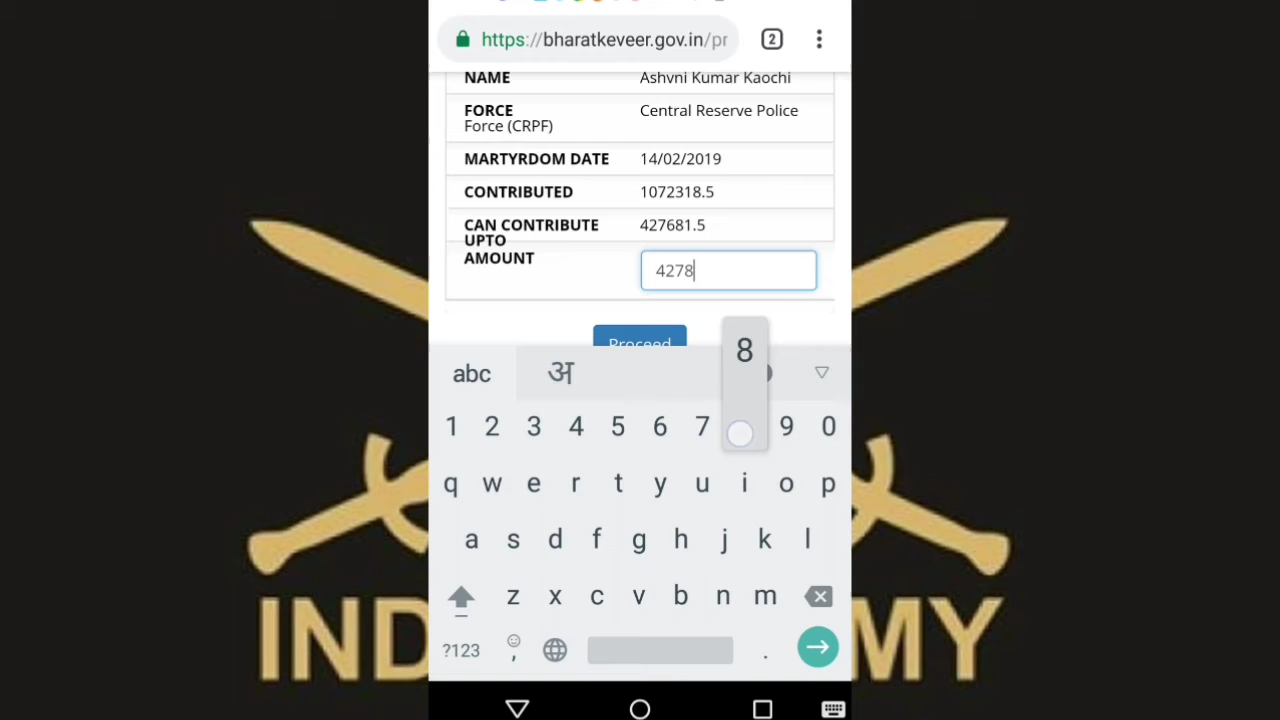 https://bharatkeveer.gov.in/pr
2
NAME Ashvni Kumar Kaochi
FORCE Central Reserve Police
Force (CRPF)
MARTYRDOM DATE 14/02/2019
CONTRIBUTED 1072318.5
CAN CONTRIBUTE 427681.5
UPTO
AMOUNT
4278
Proceed
8
abc अ
1 2 3 4 5 6 7 9 0
q w e r t y u i o p
a s d f g h j k l
z x c v b n m
?123 , .
IND MY